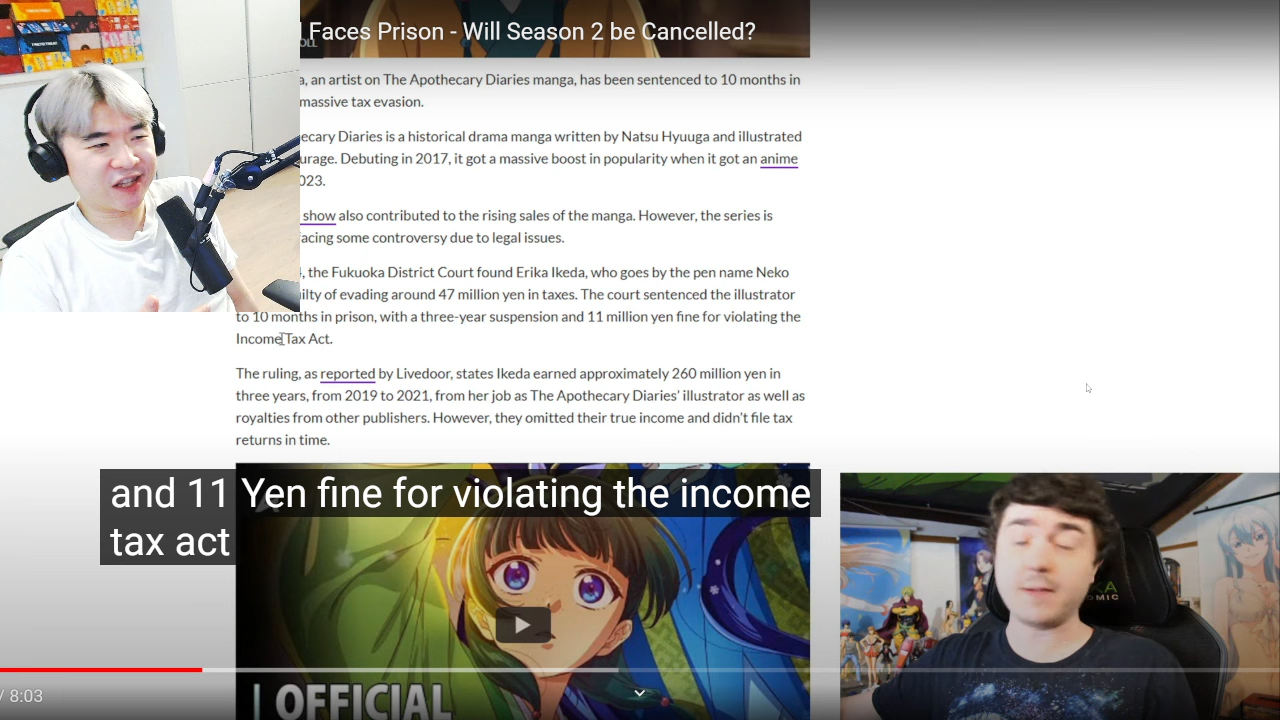 Faces Prison - Will Season 2 be Cancelled?
a, an artist on The Apothecary Diaries manga, has been sentenced to 10 months in
massive tax evasion.
ecary Diaries is a historical drama manga written by Natsu Hyuuga and illustrated
urage. Debuting in 2017, it got a massive boost in popularity when it got an anime
023.
show also contributed to the rising sales of the manga. However, the series is
acing some controversy due to legal issues.
, the Fukuoka District Court found Erika Ikeda, who goes by the pen name Neko
ilty of evading around 47 million yen in taxes. The court sentenced the illustrator
to 10 months in prison, with a three-year suspension and 11 million yen fine for violating the
Income Tax Act.
The ruling, as reported by Livedoor, states Ikeda earned approximately 260 million yen in
three years, from 2019 to 2021, from her job as The Apothecary Diaries' illustrator as well as
royalties from other publishers. However, they omitted their true income and didn't file tax
returns in time.
and 11 Yen fine for violating the income
tax act
OMIC
| OFFICIAL
/ 8:03